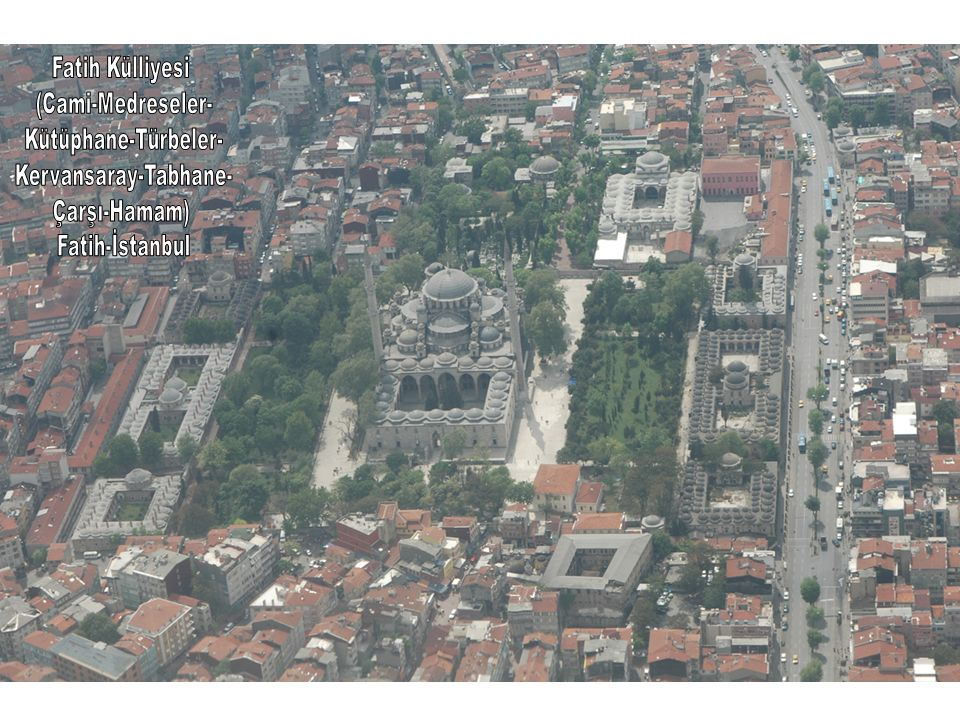 Fatih Külliyesi
(Cami-Medreseler-
Kütüphane-Türbeler-
Kervansaray-Tabhane-
Çarşı-Hamam)
Fatih-İstanbul